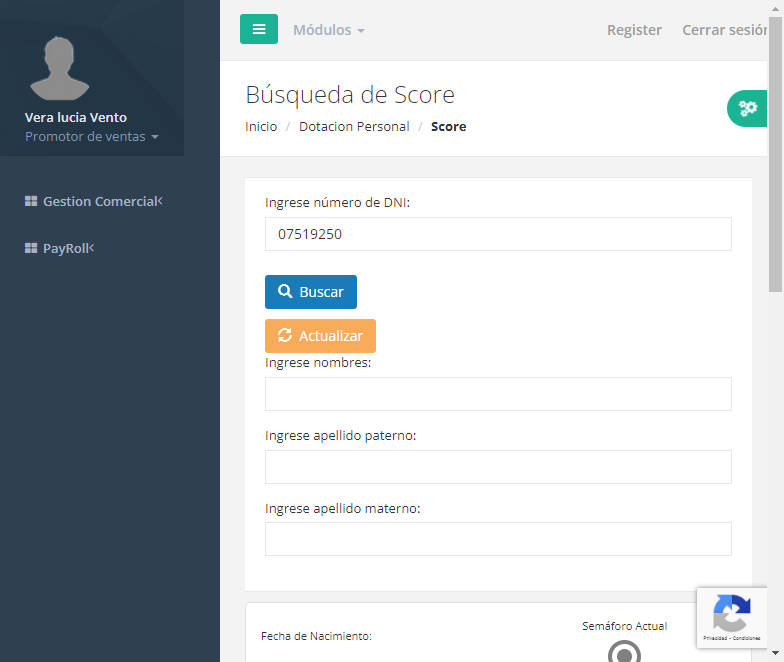 Módulos
Register
Cerrar sesión
Vera lucia Vento
Promotor de ventas
Gestion Comercial
PayRoll
Búsqueda de Score
Inicio / Dotacion Personal / Score
Ingrese número de DNI:
07519250
Buscar
Actualizar
Ingrese nombres:
Ingrese apellido paterno:
Ingrese apellido materno:
Semáforo Actual
Fecha de Nacimiento:
Privacidad - Condiciones